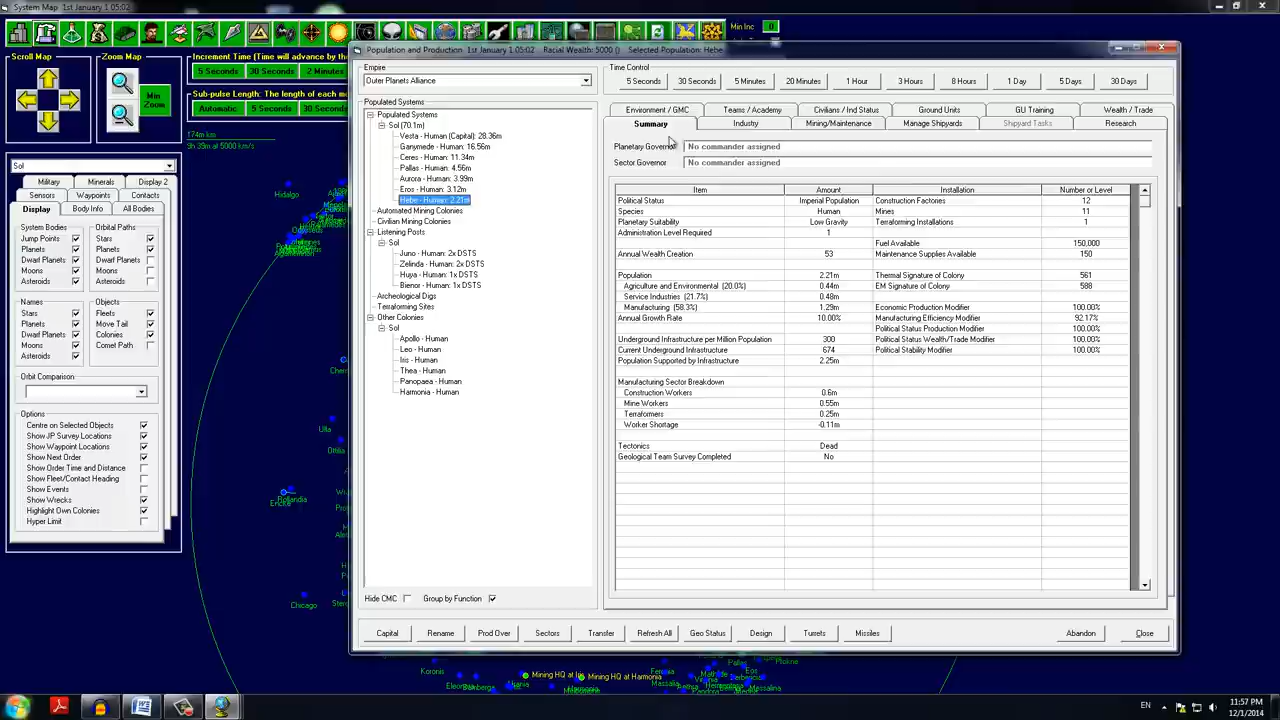 System Map 1st January 1 05:02
Min Inc 0
Scroll Map
Zoom Map
Min Zoom
Increment Time (Time will advance by the
5 Seconds 30 Seconds 2 Minutes
Sub-pulse Length: The length of each m
Automatic 5 Seconds 30 Second
174m km
9h 39m at 5000 km/s
Sol
Military Minerals Display 2
Sensors Waypoints Contacts
Display Body Info All Bodies
System Bodies Orbital Paths
Jump Points Stars
Planets Planets
Dwarf Planets Dwarf Planets
Moons Moons
Asteroids Asteroids
Names Objects
Stars Fleets
Planets Move Tail
Dwarf Planets Colonies
Moons Comet Path
Asteroids
Orbit Comparison
Options
Centre on Selected Objects
Show JP Survey Locations
Show Waypoint Locations
Show Next Order
Show Order Time and Distance
Show Fleet/Contact Heading
Show Events
Show Wrecks
Highlight Own Colonies
Hyper Limit
Hidalgo
Ulla
Ottilia
Rollandia
Chicago
Koronis
Mining HQ at Harmonia
Population and Production 1st January 1 05:02 Racial Wealth: 5000 () Selected Population: Hebe
Empire
Outer Planets Alliance
Populated Systems
Populated Systems
Sol (70.1m)
Vesta - Human (Capital): 28.36m
Ganymede - Human: 16.56m
Ceres - Human: 11.34m
Pallas - Human: 4.56m
Aurora - Human: 3.99m
Eros - Human: 3.12m
Hebe - Human: 2.21m
Automated Mining Colonies
Civilian Mining Colonies
Listening Posts
Sol
Juno - Human: 2x DSTS
Zelinda - Human: 2x DSTS
Huya - Human: 1x DSTS
Bienor - Human: 1x DSTS
Archeological Digs
Terraforming Sites
Other Colonies
Sol
Apollo - Human
Leo - Human
Iris - Human
Thea - Human
Panopaea - Human
Harmonia - Human
Hide CMC Group by Function
Time Control
5 Seconds 30 Seconds 5 Minutes 20 Minutes 1 Hour 3 Hours 8 Hours 1 Day 5 Days 30 Days
Environment / GMC Teams / Academy Civilians / Ind Status Ground Units GU Training Wealth / Trade
Summary Industry Mining/Maintenance Manage Shipyards Shipyard Tasks Research
Planetary Governor No commander assigned
Sector Governor No commander assigned
Item Amount Installation Number or Level
Political Status Imperial Population Construction Factories 12
Species Human Mines 11
Planetary Suitability Low Gravity Terraforming Installations 1
Administration Level Required 1
Fuel Available 150,000
Annual Wealth Creation 53 Maintenance Supplies Available 150
Population 2.21m Thermal Signature of Colony 561
Agriculture and Environmental (20.0%) 0.44m EM Signature of Colony 588
Service Industries (21.7%) 0.48m
Manufacturing (58.3%) 1.29m Economic Production Modifier 100.00%
Annual Growth Rate 10.00% Manufacturing Efficiency Modifier 92.17%
Political Status Production Modifier 100.00%
Underground Infrastructure per Million Population 300 Political Status Wealth/Trade Modifier 100.00%
Current Underground Infrastructure 674 Political Stability Modifier 100.00%
Population Supported by Infrastructure 2.25m
Manufacturing Sector Breakdown
Construction Workers 0.6m
Mine Workers 0.55m
Terraformers 0.25m
Worker Shortage -0.11m
Tectonics Dead
Geological Team Survey Completed No
Capital Rename Prod Over Sectors Transfer Refresh All Geo Status Design Turrets Missiles Abandon Close
EN
11:57 PM
12/1/2014